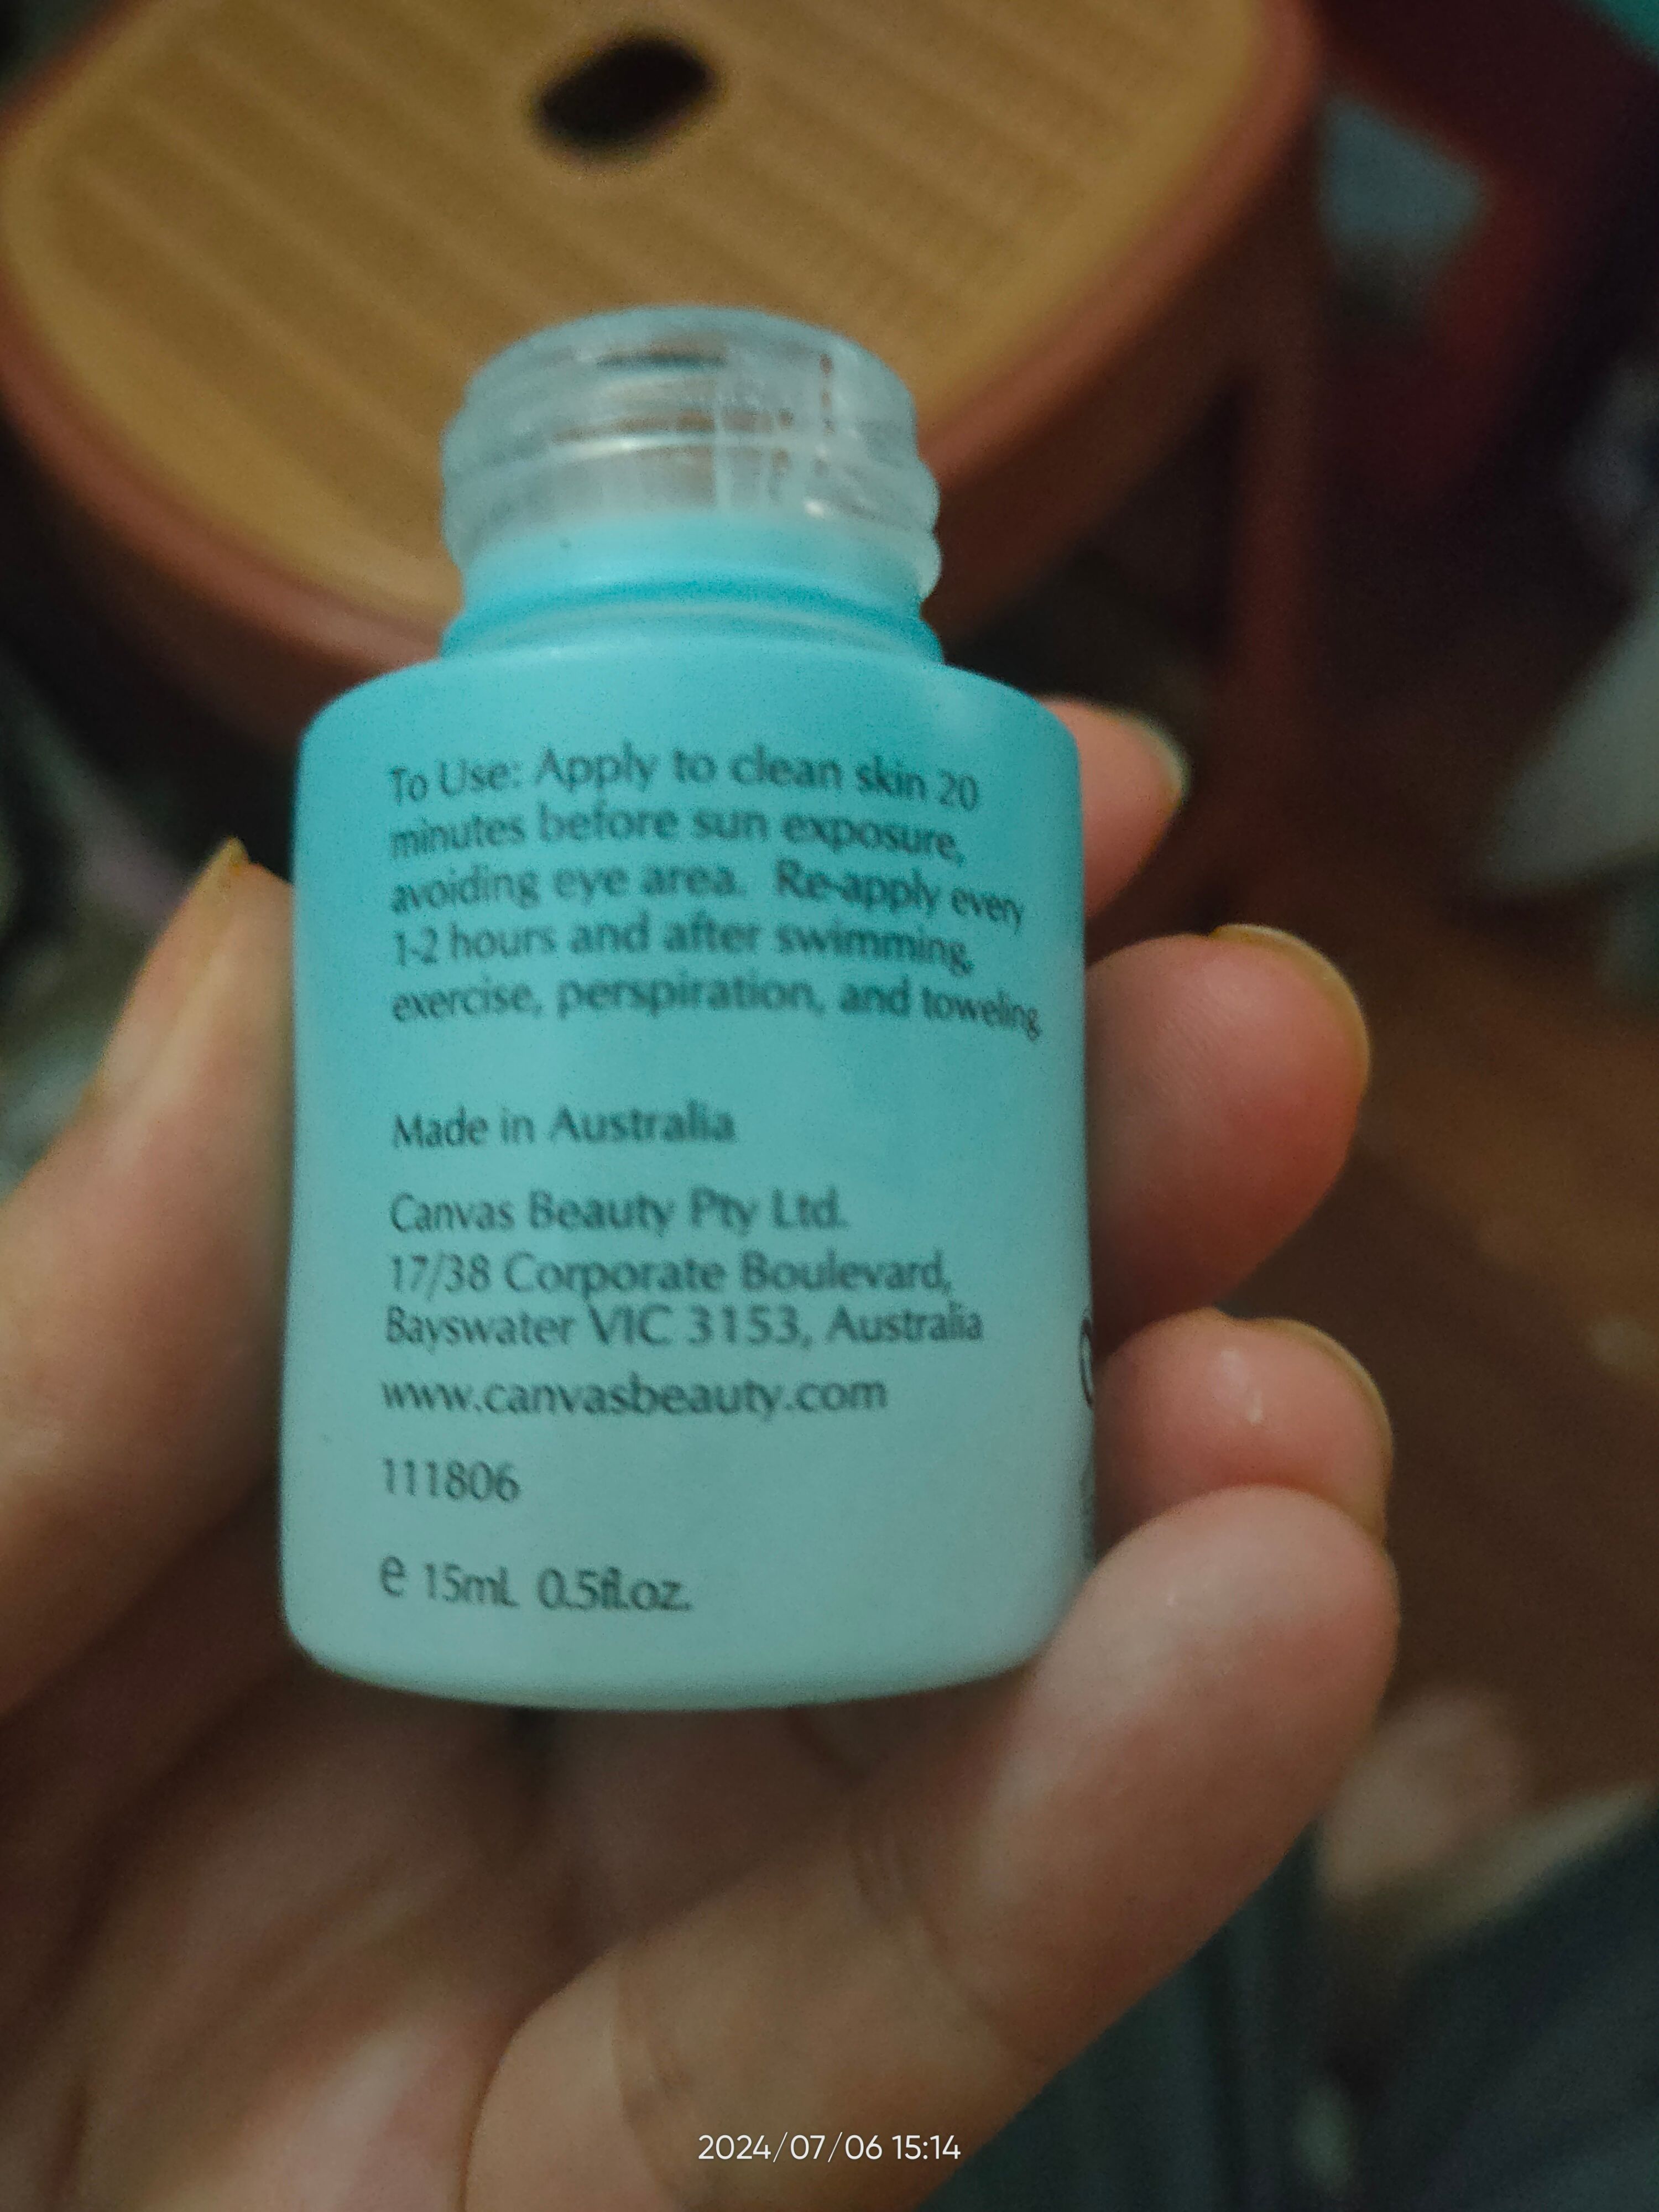 To Use: Apply to clean skin 20
minutes before sun exposure,
avoiding eye area. Re-apply every
1-2 hours and after swimming,
exercise, perspiration, and toweling.
Made in Australia
Canvas Beauty Pty Ltd.
17/38 Corporate Boulevard,
Bayswater VIC 3153, Australia
www.canvasbeauty.com
111806
e 15mL 0.5fl.oz.
2024/07/06 15:14